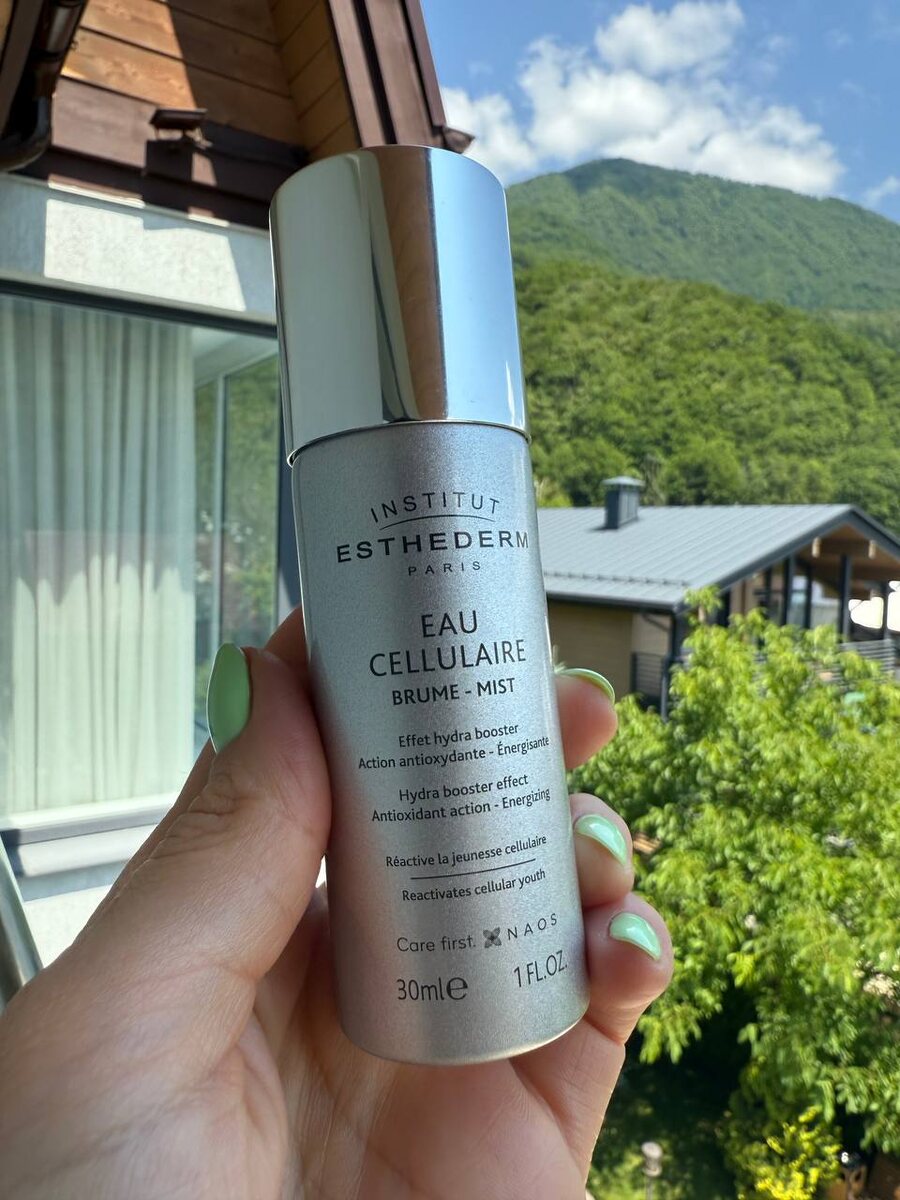 INSTITUT
ESTHEDERM
PARIS
EAU
CELLULAIRE
BRUME - MIST
Effet hydra booster
Action antioxydante - Énergisante
Hydra booster effect
Antioxidant action - Energizing
Réactive la jeunesse cellulaire
Reactivates cellular youth
Care first. NAOS
30ml℮ 1 FL.OZ.